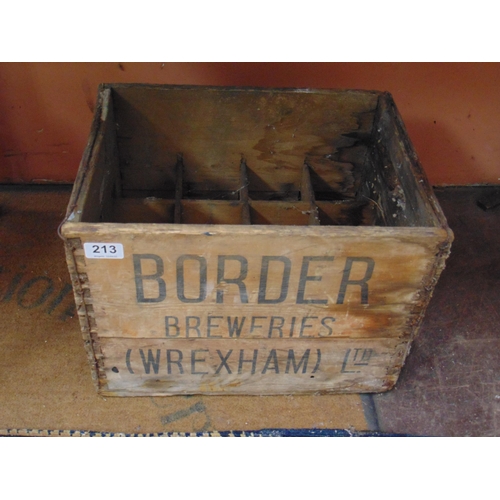 213
BORDER
BREWERIES
(WREXHAM) LTD